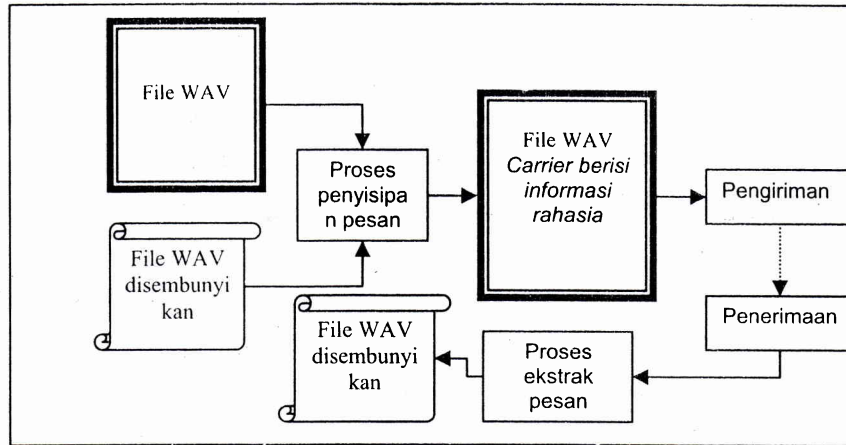 File WAV
Proses
penyisipa
n pesan
File WAV
disembunyi
kan
File WAV
Carrier berisi
informasi
rahasia
Pengiriman
Penerimaan
Proses
ekstrak
pesan
File WAV
disembunyi
kan